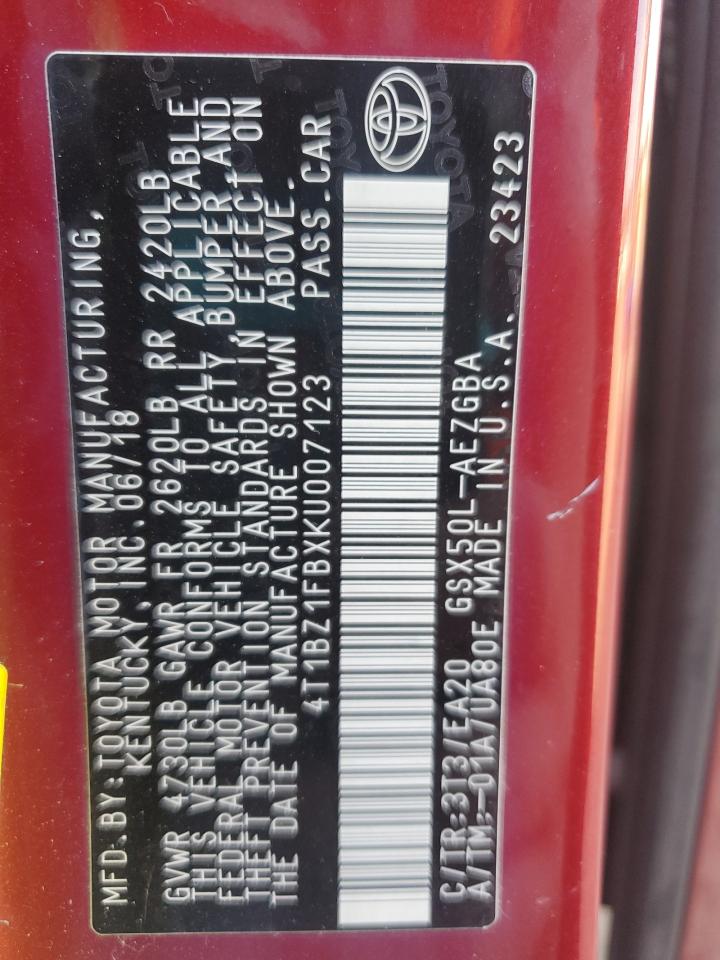 MFD.BY:TOYOTA MOTOR MANUFACTURING,
KENTUCKY, INC.06/18
GVWR 4730LB GAWR FR 2620LB RR 2420LB
THIS VEHICLE CONFORMS TO ALL APPLICABLE
FEDERAL MOTOR VEHICLE SAFETY, BUMPER AND
THEFT PREVENTION STANDARDS IN EFFECT ON
THE DATE OF MANUFACTURE SHOWN ABOVE.
4T1BZ1FBXKU007123 PASS.CAR
C/TR:3T3/EA20 GSX50L-AEZGBA
A/TM:-01A/UA80E MADE IN U.S.A. 23423
TOYOTA